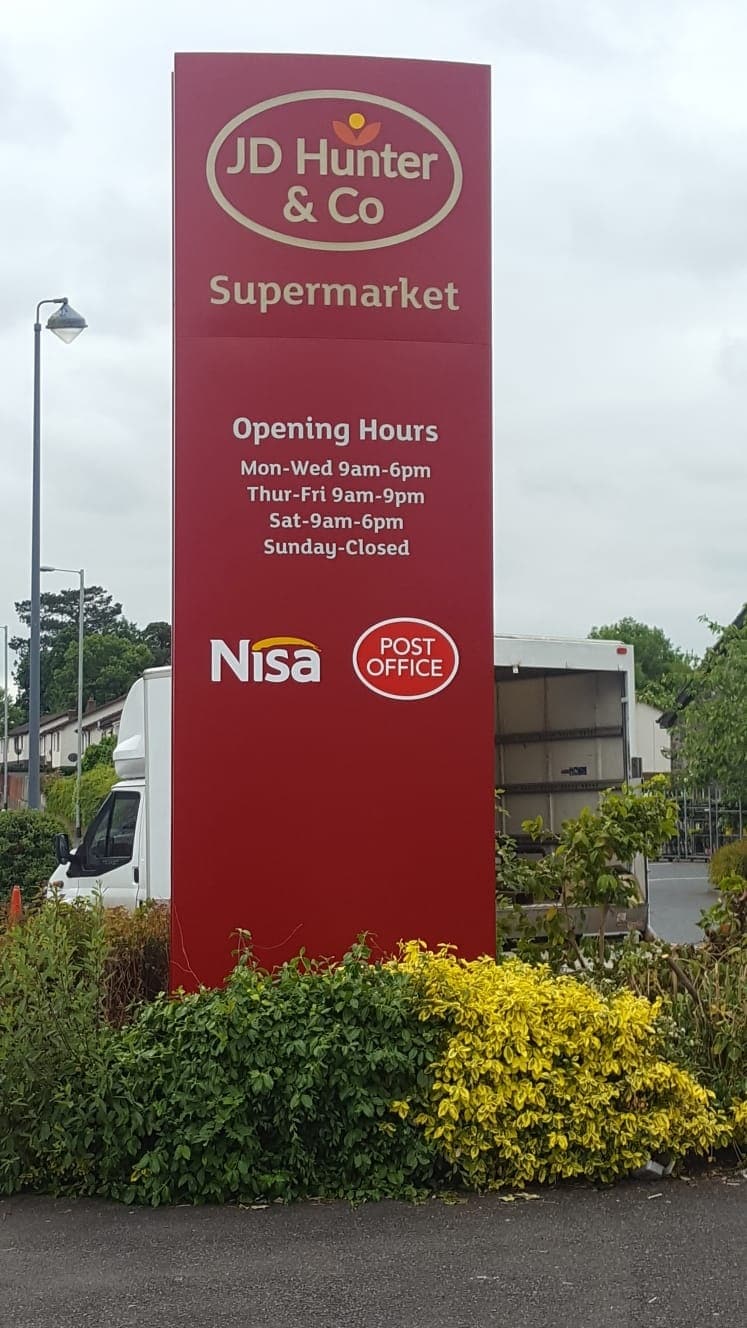 JD Hunter
& Co
Supermarket
Opening Hours
Mon-Wed 9am-6pm
Thur-Fri 9am-9pm
Sat-9am-6pm
Sunday-Closed
Nisa
POST
OFFICE